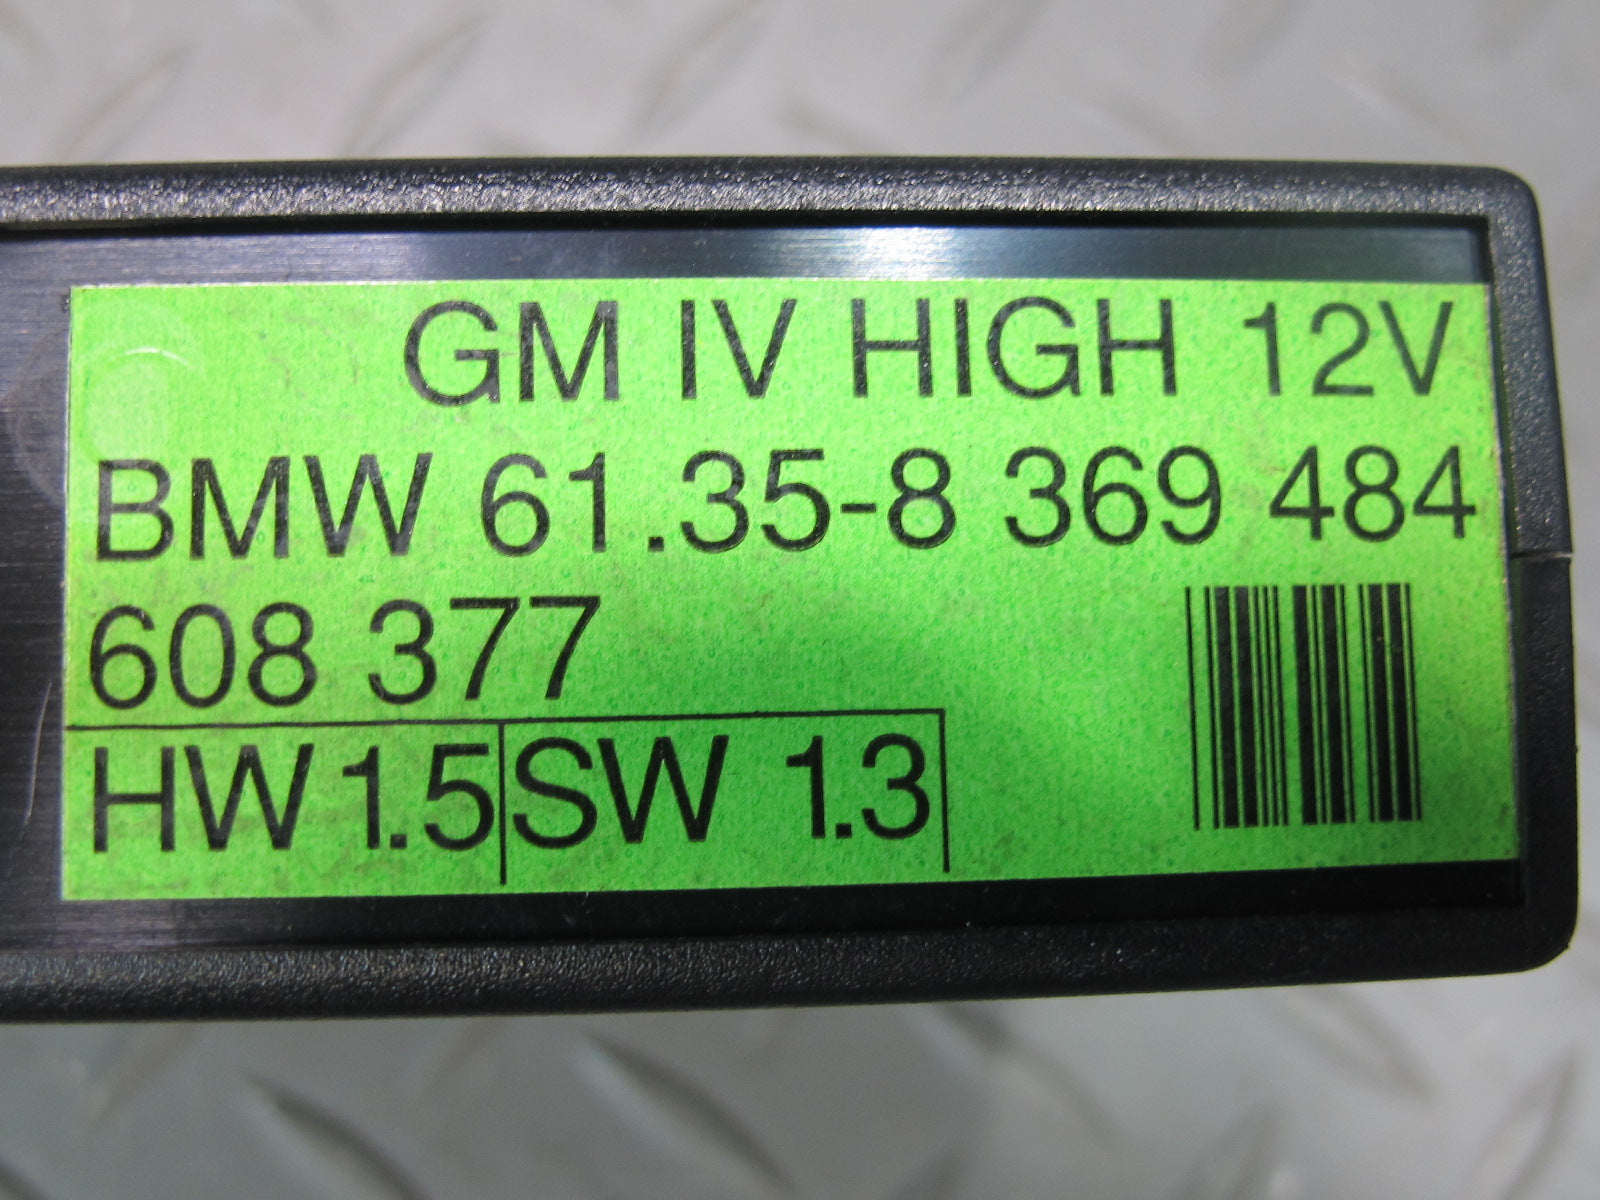 GM IV HIGH 12V
BMW 61.35-8 369 484
608 377
HW 1.5 SW 1.3